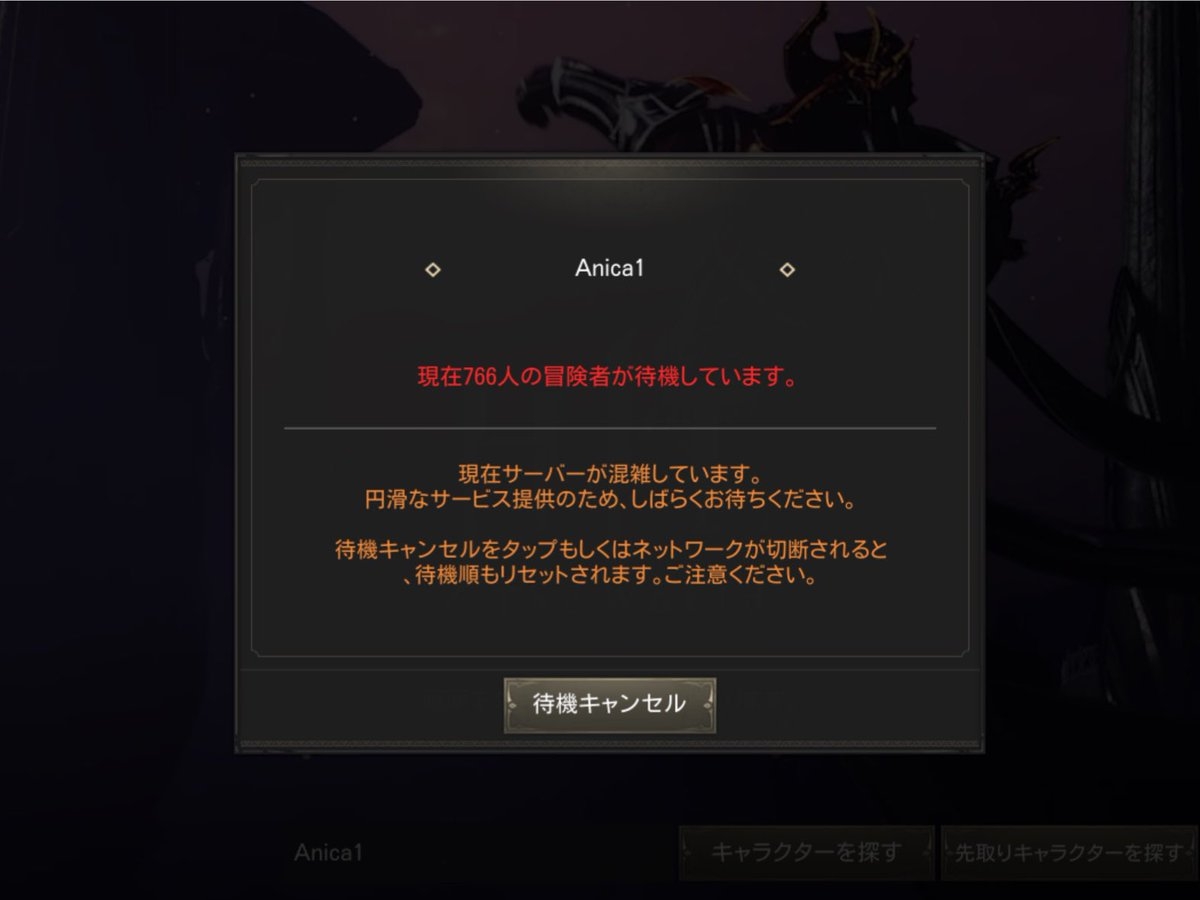 Anica1
現在766人の冒険者が待機しています。
現在サーバーが混雑しています。
円滑なサービス提供のため、しばらくお待ちください。
待機キャンセルをタップもしくはネットワークが切断されると
、待機順もリセットされます。ご注意ください。
待機キャンセル
Anica1
キャラクターを探す
先取りキャラクターを探す